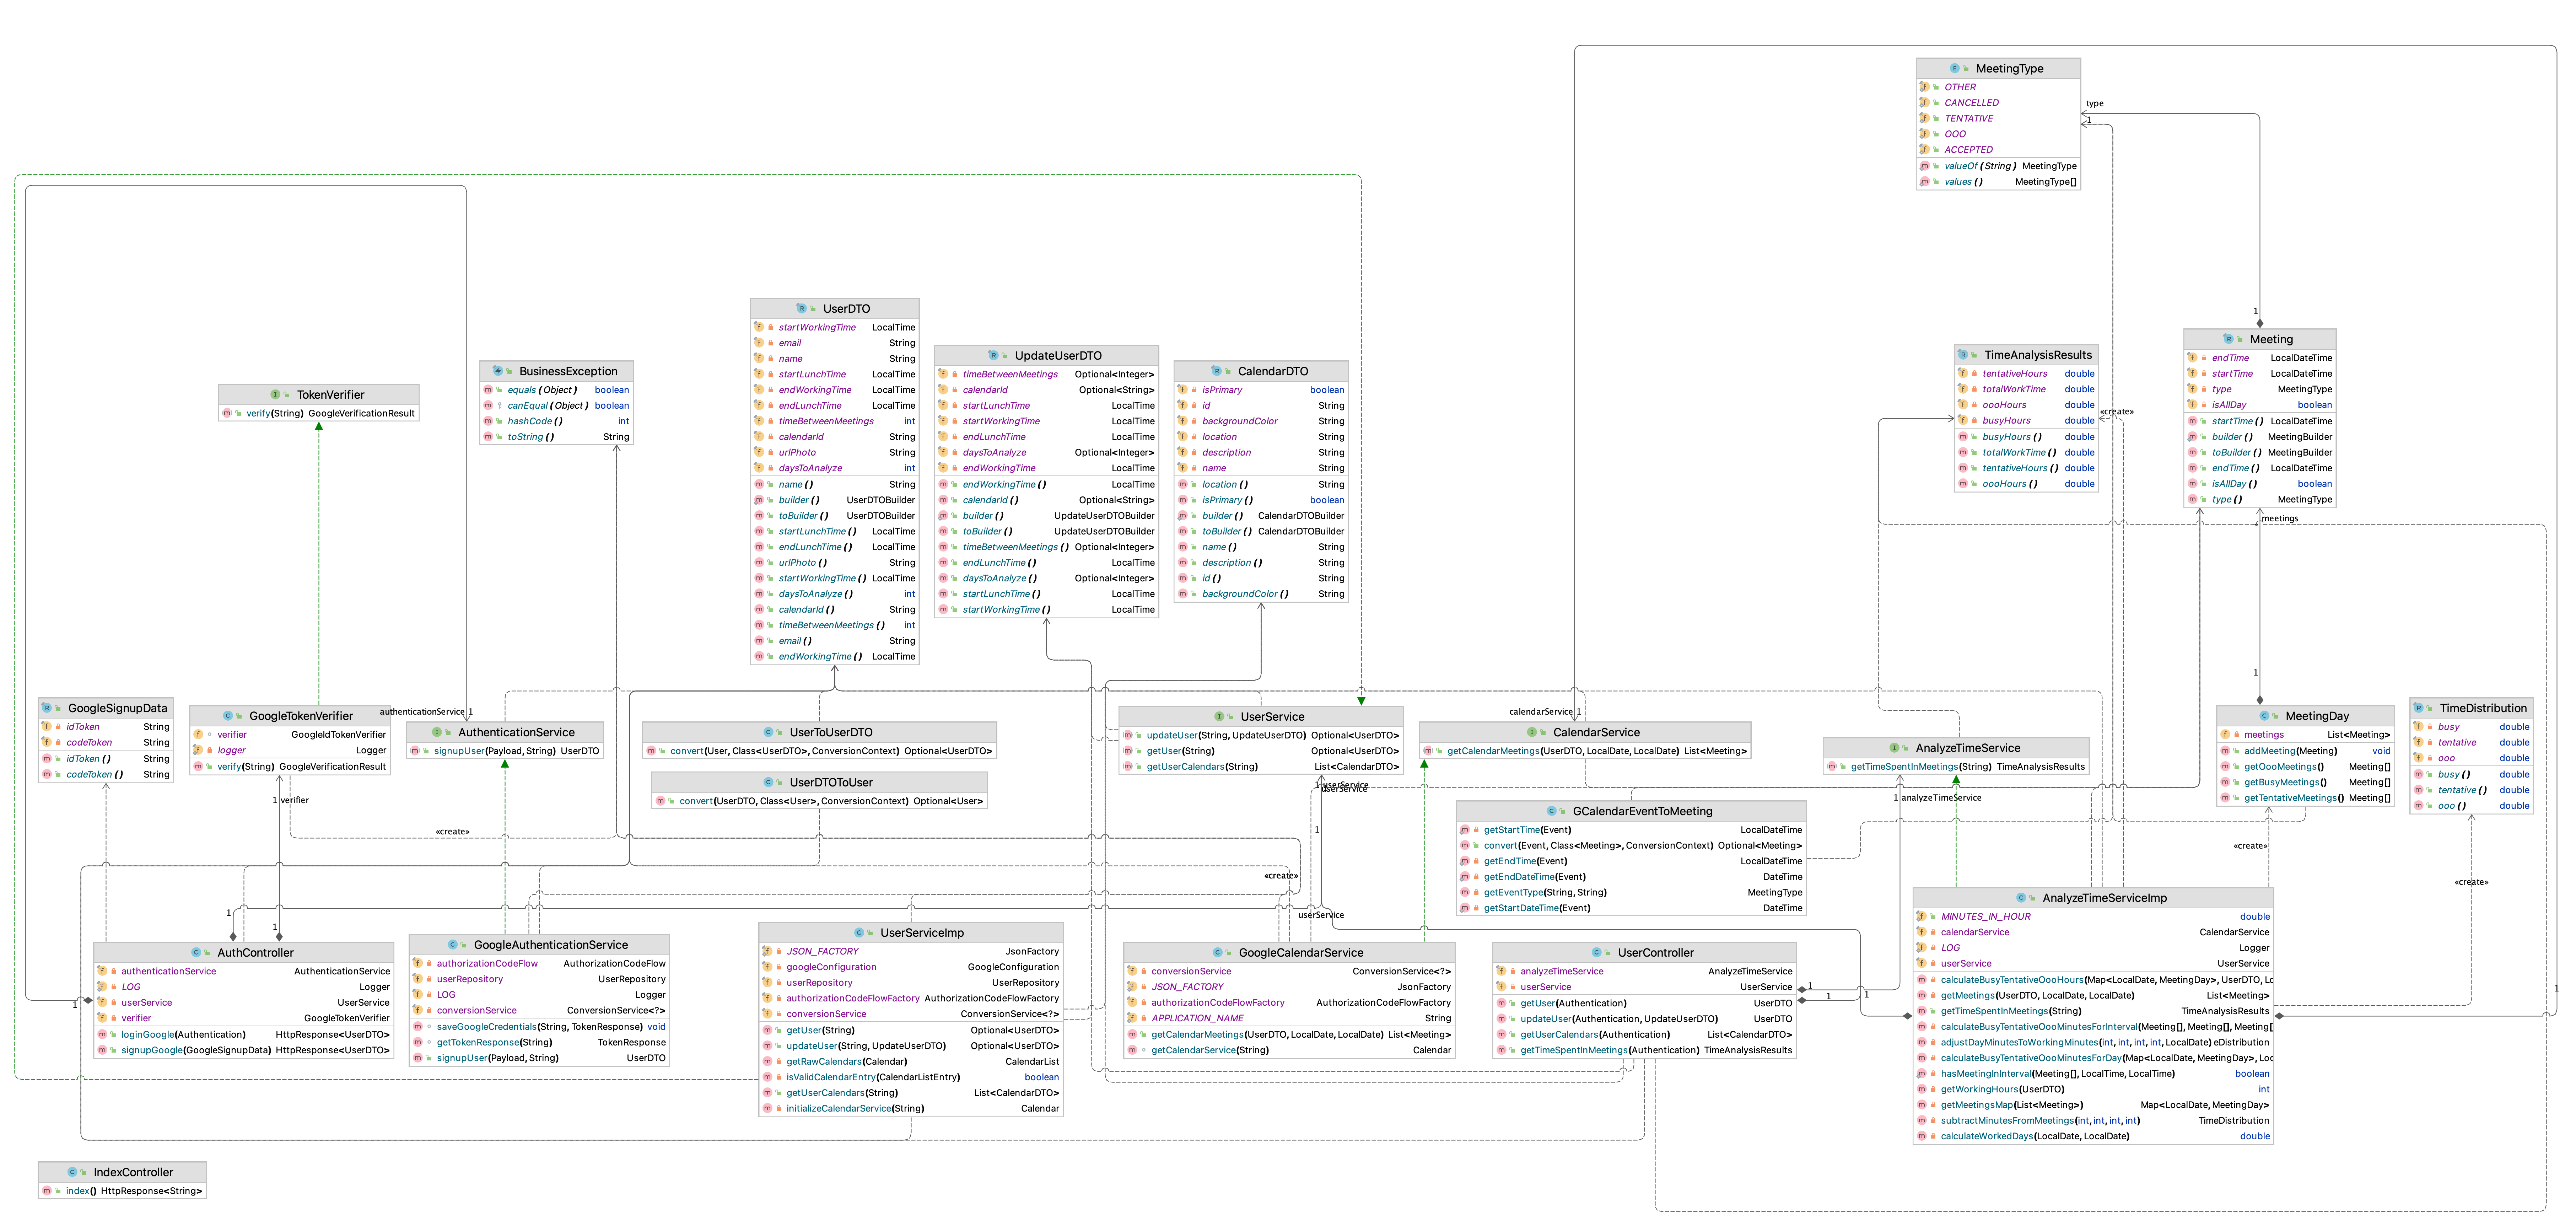 MeetingType
OTHER
CANCELLED
TENTATIVE
OOO
ACCEPTED
valueOf (String) MeetingType
values () MeetingType[]
type
1
1
UserDTO
startWorkingTime LocalTime
email String
name String
startLunchTime LocalTime
endWorkingTime LocalTime
endLunchTime LocalTime
timeBetweenMeetings int
calendarId String
urlPhoto String
daysToAnalyze int
name () String
builder () UserDTOBuilder
toBuilder () UserDTOBuilder
startLunchTime () LocalTime
endLunchTime () LocalTime
urlPhoto () String
startWorkingTime () LocalTime
daysToAnalyze () int
calendarId () String
timeBetweenMeetings () int
email () String
endWorkingTime () LocalTime
UpdateUserDTO
timeBetweenMeetings Optional<Integer>
calendarId Optional<String>
startLunchTime LocalTime
startWorkingTime LocalTime
endLunchTime LocalTime
daysToAnalyze Optional<Integer>
endWorkingTime LocalTime
endWorkingTime () LocalTime
calendarId () Optional<String>
builder () UpdateUserDTOBuilder
toBuilder () UpdateUserDTOBuilder
timeBetweenMeetings () Optional<Integer>
endLunchTime () LocalTime
daysToAnalyze () Optional<Integer>
startLunchTime () LocalTime
startWorkingTime () LocalTime
CalendarDTO
isPrimary boolean
id String
backgroundColor String
location String
description String
name String
location () String
isPrimary () boolean
builder () CalendarDTOBuilder
toBuilder () CalendarDTOBuilder
name () String
description () String
id () String
backgroundColor () String
TimeAnalysisResults
tentativeHours double
totalWorkTime double
oooHours double
busyHours double
busyHours () double
totalWorkTime () double
tentativeHours () double
oooHours () double
«create»
Meeting
endTime LocalDateTime
startTime LocalDateTime
type MeetingType
isAllDay boolean
startTime () LocalDateTime
builder () MeetingBuilder
toBuilder () MeetingBuilder
endTime () LocalDateTime
isAllDay () boolean
type () MeetingType
meetings
1
BusinessException
equals (Object) boolean
canEqual (Object) boolean
hashCode () int
toString () String
TokenVerifier
verify(String) GoogleVerificationResult
GoogleSignupData
idToken String
codeToken String
idToken () String
codeToken () String
GoogleTokenVerifier
verifier GoogleIdTokenVerifier
logger Logger
verify(String) GoogleVerificationResult
1 verifier
«create»
authenticationService 1
AuthenticationService
signupUser(Payload, String) UserDTO
UserToUserDTO
convert(User, Class<UserDTO>, ConversionContext) Optional<UserDTO>
UserDTOToUser
convert(UserDTO, Class<User>, ConversionContext) Optional<User>
UserService
updateUser(String, UpdateUserDTO) Optional<UserDTO>
getUser(String) Optional<UserDTO>
getUserCalendars(String) List<CalendarDTO>
1 userService
userService
1
calendarService 1
CalendarService
getCalendarMeetings(UserDTO, LocalDate, LocalDate) List<Meeting>
AnalyzeTimeService
getTimeSpentInMeetings(String) TimeAnalysisResults
1 analyzeTimeService
MeetingDay
meetings List<Meeting>
addMeeting(Meeting) void
getOooMeetings() Meeting[]
getBusyMeetings() Meeting[]
getTentativeMeetings() Meeting[]
«create»
TimeDistribution
busy double
tentative double
ooo double
busy () double
tentative () double
ooo () double
«create»
GCalendarEventToMeeting
getStartTime(Event) LocalDateTime
convert(Event, Class<Meeting>, ConversionContext) Optional<Meeting>
getEndTime(Event) LocalDateTime
getEndDateTime(Event) DateTime
getEventType(String, String) MeetingType
getStartDateTime(Event) DateTime
«create»
userService
1
1
AuthController
authenticationService AuthenticationService
LOG Logger
userService UserService
verifier GoogleTokenVerifier
loginGoogle(Authentication) HttpResponse<UserDTO>
signupGoogle(GoogleSignupData) HttpResponse<UserDTO>
1
GoogleAuthenticationService
authorizationCodeFlow AuthorizationCodeFlow
userRepository UserRepository
LOG Logger
conversionService ConversionService<?>
saveGoogleCredentials(String, TokenResponse) void
getTokenResponse(String) TokenResponse
signupUser(Payload, String) UserDTO
UserServiceImp
JSON_FACTORY JsonFactory
googleConfiguration GoogleConfiguration
userRepository UserRepository
authorizationCodeFlowFactory AuthorizationCodeFlowFactory
conversionService ConversionService<?>
getUser(String) Optional<UserDTO>
updateUser(String, UpdateUserDTO) Optional<UserDTO>
getRawCalendars(Calendar) CalendarList
isValidCalendarEntry(CalendarListEntry) boolean
getUserCalendars(String) List<CalendarDTO>
initializeCalendarService(String) Calendar
GoogleCalendarService
conversionService ConversionService<?>
JSON_FACTORY JsonFactory
authorizationCodeFlowFactory AuthorizationCodeFlowFactory
APPLICATION_NAME String
getCalendarMeetings(UserDTO, LocalDate, LocalDate) List<Meeting>
getCalendarService(String) Calendar
UserController
analyzeTimeService AnalyzeTimeService
userService UserService
getUser(Authentication) UserDTO
updateUser(Authentication, UpdateUserDTO) UserDTO
getUserCalendars(Authentication) List<CalendarDTO>
getTimeSpentInMeetings(Authentication) TimeAnalysisResults
1
1
1
AnalyzeTimeServiceImp
MINUTES_IN_HOUR double
calendarService CalendarService
LOG Logger
userService UserService
calculateBusyTentativeOooHours(Map<LocalDate, MeetingDay>, UserDTO, Lc
getMeetings(UserDTO, LocalDate, LocalDate) List<Meeting>
getTimeSpentInMeetings(String) TimeAnalysisResults
calculateBusyTentativeOooMinutesForInterval(Meeting[], Meeting[], Meeting[
adjustDayMinutesToWorkingMinutes(int, int, int, int, LocalDate) eDistribution
calculateBusyTentativeOooMinutesForDay(Map<LocalDate, MeetingDay>, Loc
hasMeetingInInterval(Meeting[], LocalTime, LocalTime) boolean
getWorkingHours(UserDTO) int
getMeetingsMap(List<Meeting>) Map<LocalDate, MeetingDay>
subtractMinutesFromMeetings(int, int, int, int) TimeDistribution
calculateWorkedDays(LocalDate, LocalDate) double
1
IndexController
index() HttpResponse<String>